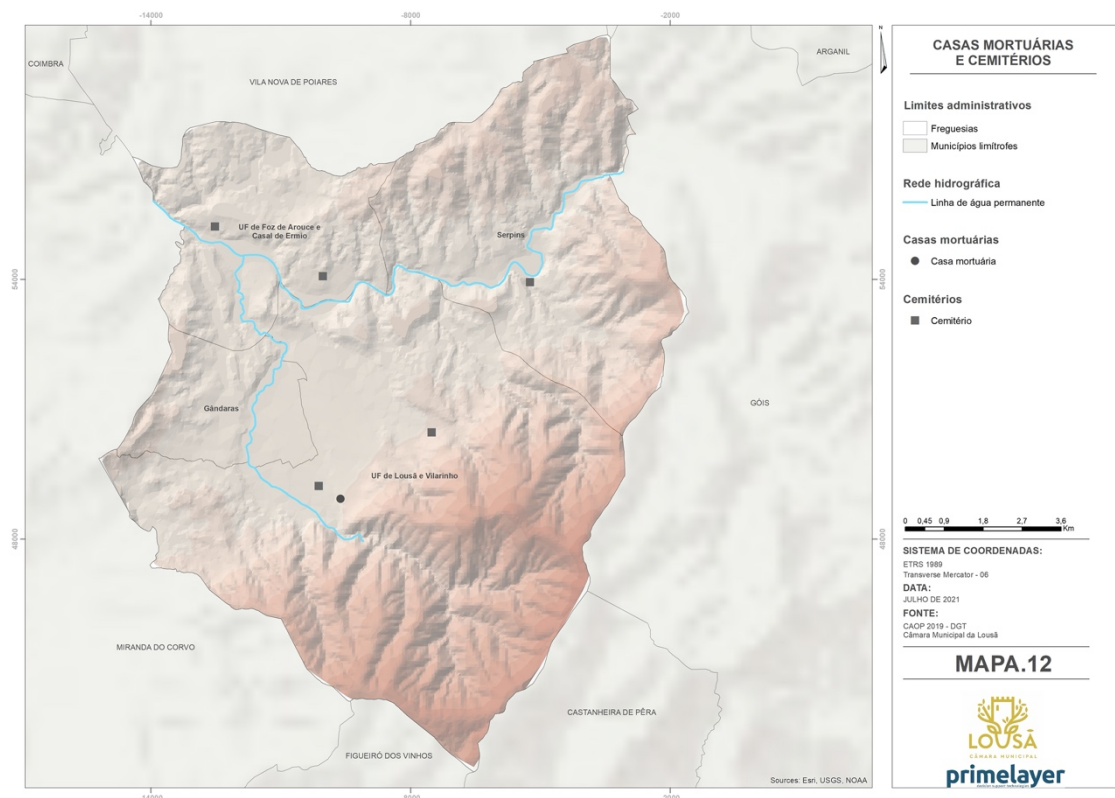 -14000
-8000
-2000
COIMBRA
VILA NOVA DE POIARES
ARGANIL
UF de Foz de Arouce e
Casal de Ermio
Serpins
54000
54000
Gândaras
GÓIS
UF de Lousã e Vilarinho
48000
48000
MIRANDA DO CORVO
CASTANHEIRA DE PÊRA
FIGUEIRÓ DOS VINHOS
Sources: Esri, USGS, NOAA
-14000
-8000
-2000
N
CASAS MORTUÁRIAS
E CEMITÉRIOS
Limites administrativos
Freguesias
Municípios limítrofes
Rede hidrográfica
Linha de água permanente
Casas mortuárias
Casa mortuária
Cemitérios
Cemitério
0 0,45 0,9 1,8 2,7 3,6
Km
SISTEMA DE COORDENADAS:
ETRS 1989
Transverse Mercator - 06
DATA:
JULHO DE 2021
FONTE:
CAOP 2019 - DGT
Câmara Municipal da Lousã
MAPA.12
LOUSÃ
CÂMARA MUNICIPAL
primelayer